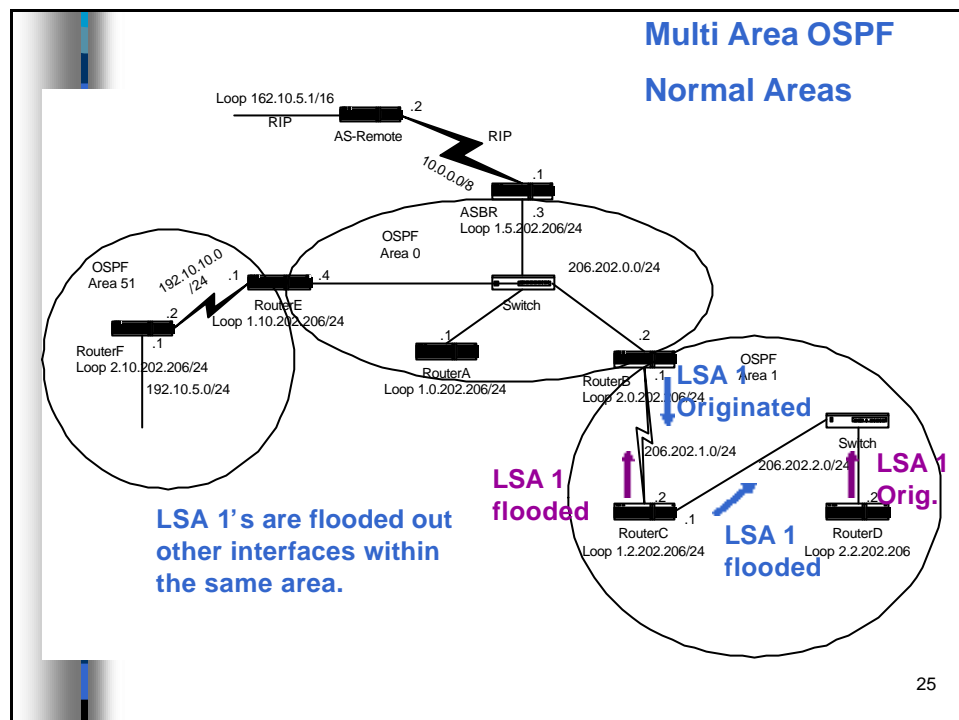 Multi Area OSPF
Normal Areas
Loop 162.10.5.1/16
RIP
.2
AS-Remote
RIP
10.0.0.0/8
.1
ASBR
.3
Loop 1.5.202.206/24
OSPF
Area 0
206.202.0.0/24
OSPF
Area 51
192.10.10.0
/24
.1
.4
RouterE
Loop 1.10.202.206/24
Switch
.2
.1
RouterF
Loop 2.10.202.206/24
192.10.5.0/24
.1
RouterA
Loop 1.0.202.206/24
.2
RouterB
.1
Loop 2.0.202.206/24
OSPF
Area 1
LSA 1
Originated
Switch
206.202.1.0/24
206.202.2.0/24
LSA 1
flooded
LSA 1
Orig.
.2
.1
RouterC
Loop 1.2.202.206/24
LSA 1
flooded
.2
RouterD
Loop 2.2.202.206
LSA 1's are flooded out
other interfaces within
the same area.
25